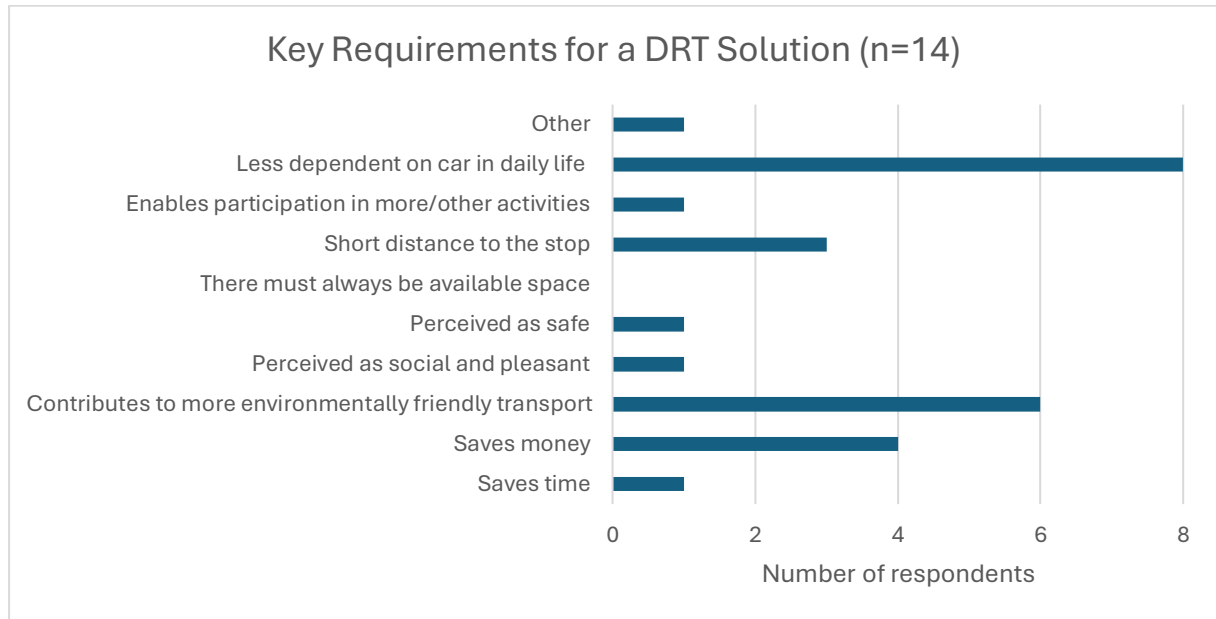 Key Requirements for a DRT Solution (n=14)
Other
Less dependent on car in daily life
Enables participation in more/other activities
Short distance to the stop
There must always be available space
Perceived as safe
Perceived as social and pleasant
Contributes to more environmentally friendly transport
Saves money
Saves time
0 2 4 6 8
Number of respondents